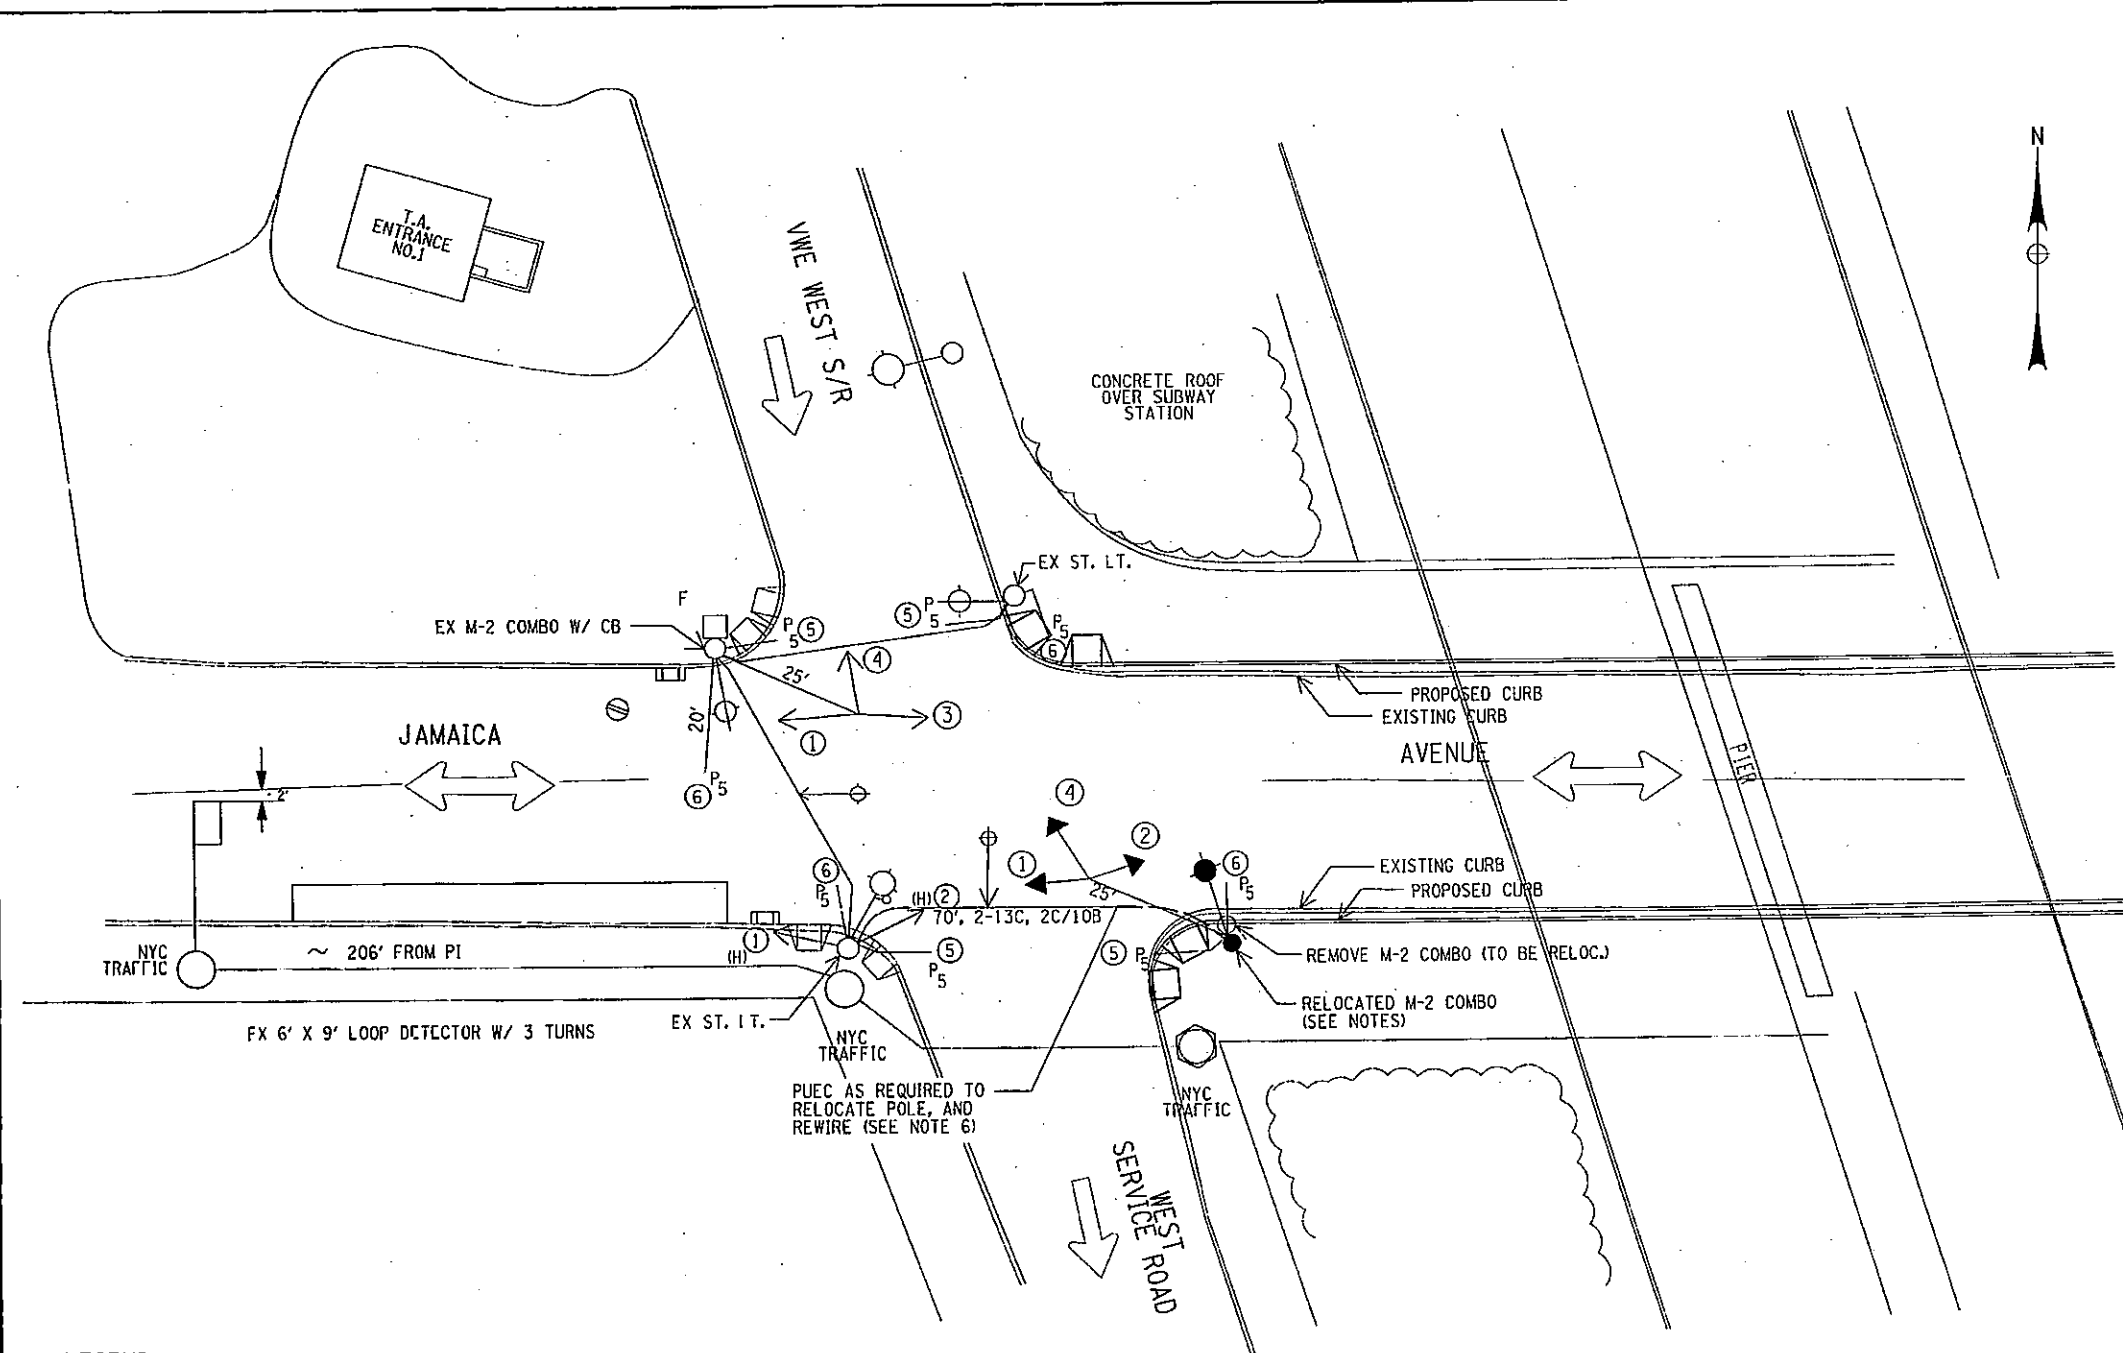 N
T.A.
ENTRANCE
NO.1
VWE WEST S/R
CONCRETE ROOF
OVER SUBWAY
STATION
EX ST. LT.
F
EX M-2 COMBO W/ CB
P5
5
5
P5
P5
6
25'
4
3
1
20'
6
P5
PROPOSED CURB
EXISTING CURB
JAMAICA
AVENUE
PIER
2'
4
2
1
25'
6
P5
EXISTING CURB
PROPOSED CURB
6
P5
(H)
2
70', 2-13C, 2C/10B
1
(H)
5
P5
5
P5
NYC
TRAFFIC
~ 206' FROM PI
REMOVE M-2 COMBO (TO BE RELOC.)
RELOCATED M-2 COMBO
(SEE NOTES)
EX 6' X 9' LOOP DETECTOR W/ 3 TURNS
EX ST. LT.
NYC
TRAFFIC
PUEC AS REQUIRED TO
RELOCATE POLE, AND
REWIRE (SEE NOTE 6)
NYC
TRAFFIC
WEST
SERVICE ROAD